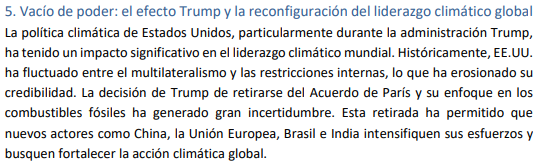 5. Vacío de poder: el efecto Trump y la reconfiguración del liderazgo climático global
La política climática de Estados Unidos, particularmente durante la administración Trump,
ha tenido un impacto significativo en el liderazgo climático mundial. Históricamente, EE.UU.
ha fluctuado entre el multilateralismo y las restricciones internas, lo que ha erosionado su
credibilidad. La decisión de Trump de retirarse del Acuerdo de París y su enfoque en los
combustibles fósiles ha generado gran incertidumbre. Esta retirada ha permitido que
nuevos actores como China, la Unión Europea, Brasil e India intensifiquen sus esfuerzos y
busquen fortalecer la acción climática global.